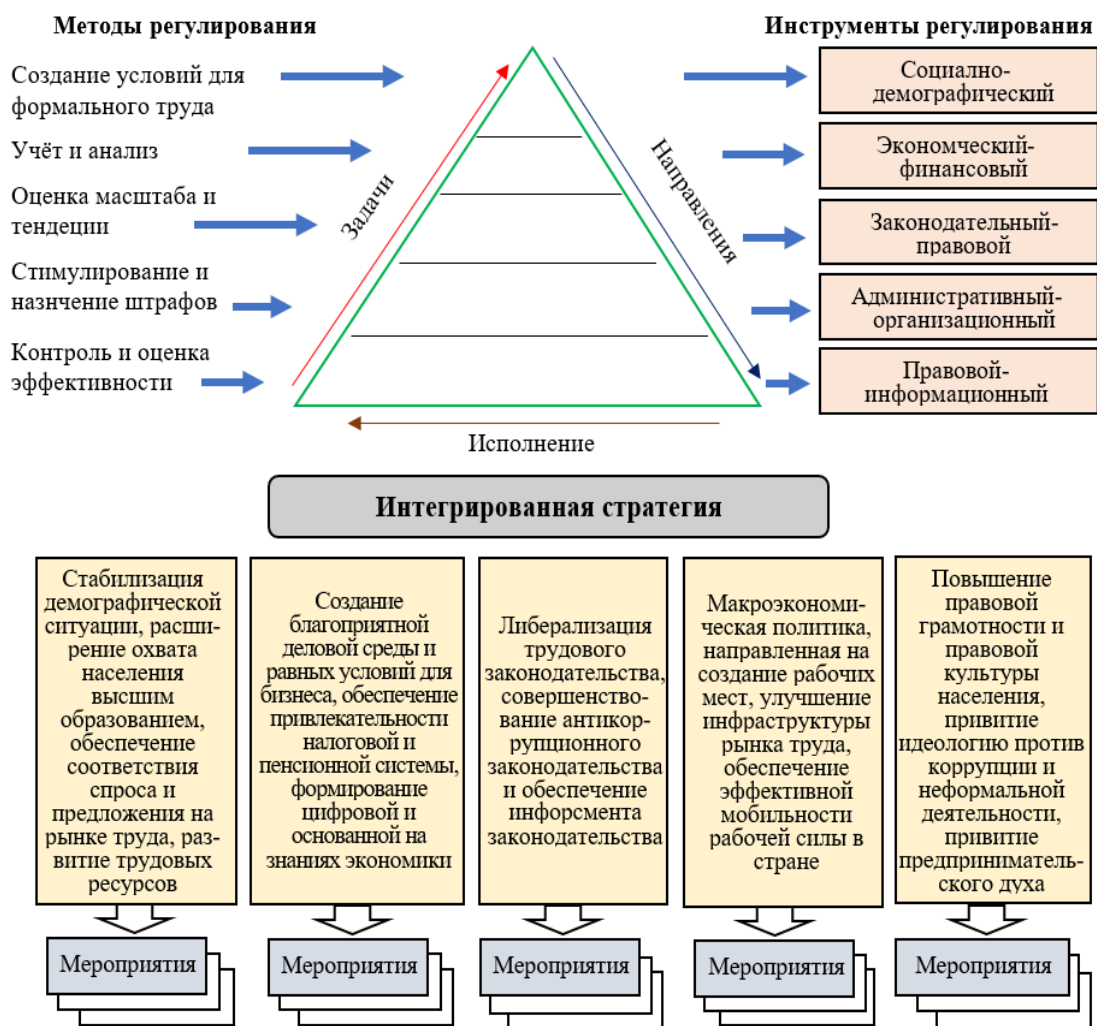 Методы регулирования
Инструменты регулирования
Создание условий для
формального труда
Учёт и анализ
Оценка масштаба и
тендеции
Стимулирование и
назнчение штрафов
Контроль и оценка
эффективности
Задачи
Направления
Исполнение
Социално-
демографический
Экономческий-
финансовый
Законодательный-
правовой
Административный-
организационный
Правовой-
информационный
Интегрированная стратегия
Стабилизация
демографической
ситуации, расши-
рение охвата
населения
высшим
образованием,
обеспечение
соответствия
спроса и
предложения на
рынке труда, раз-
витие трудовых
ресурсов
Создание
благоприятной
деловой среды и
равных условий для
бизнеса, обеспечение
привлекательности
налоговой и
пенсионной системы,
формирование
цифровой и
основанной на
знаниях экономики
Либерализация
трудового
законодательства,
совершенство-
вание антикор-
рупционного
законодательства
и обеспечение
инфорсмента
законодательства
Макроэкономи-
ческая политика,
направленная на
создание рабочих
мест, улучшение
инфраструктуры
рынка труда,
обеспечение
эффективной
мобильности
рабочей силы в
стране
Повышение
правовой
грамотности и
правовой
культуры
населения,
привитие
идеологию против
коррупции и
неформальной
деятельности,
привитие
предприниматель-
ского духа
Мероприятия
Мероприятия
Мероприятия
Мероприятия
Мероприятия